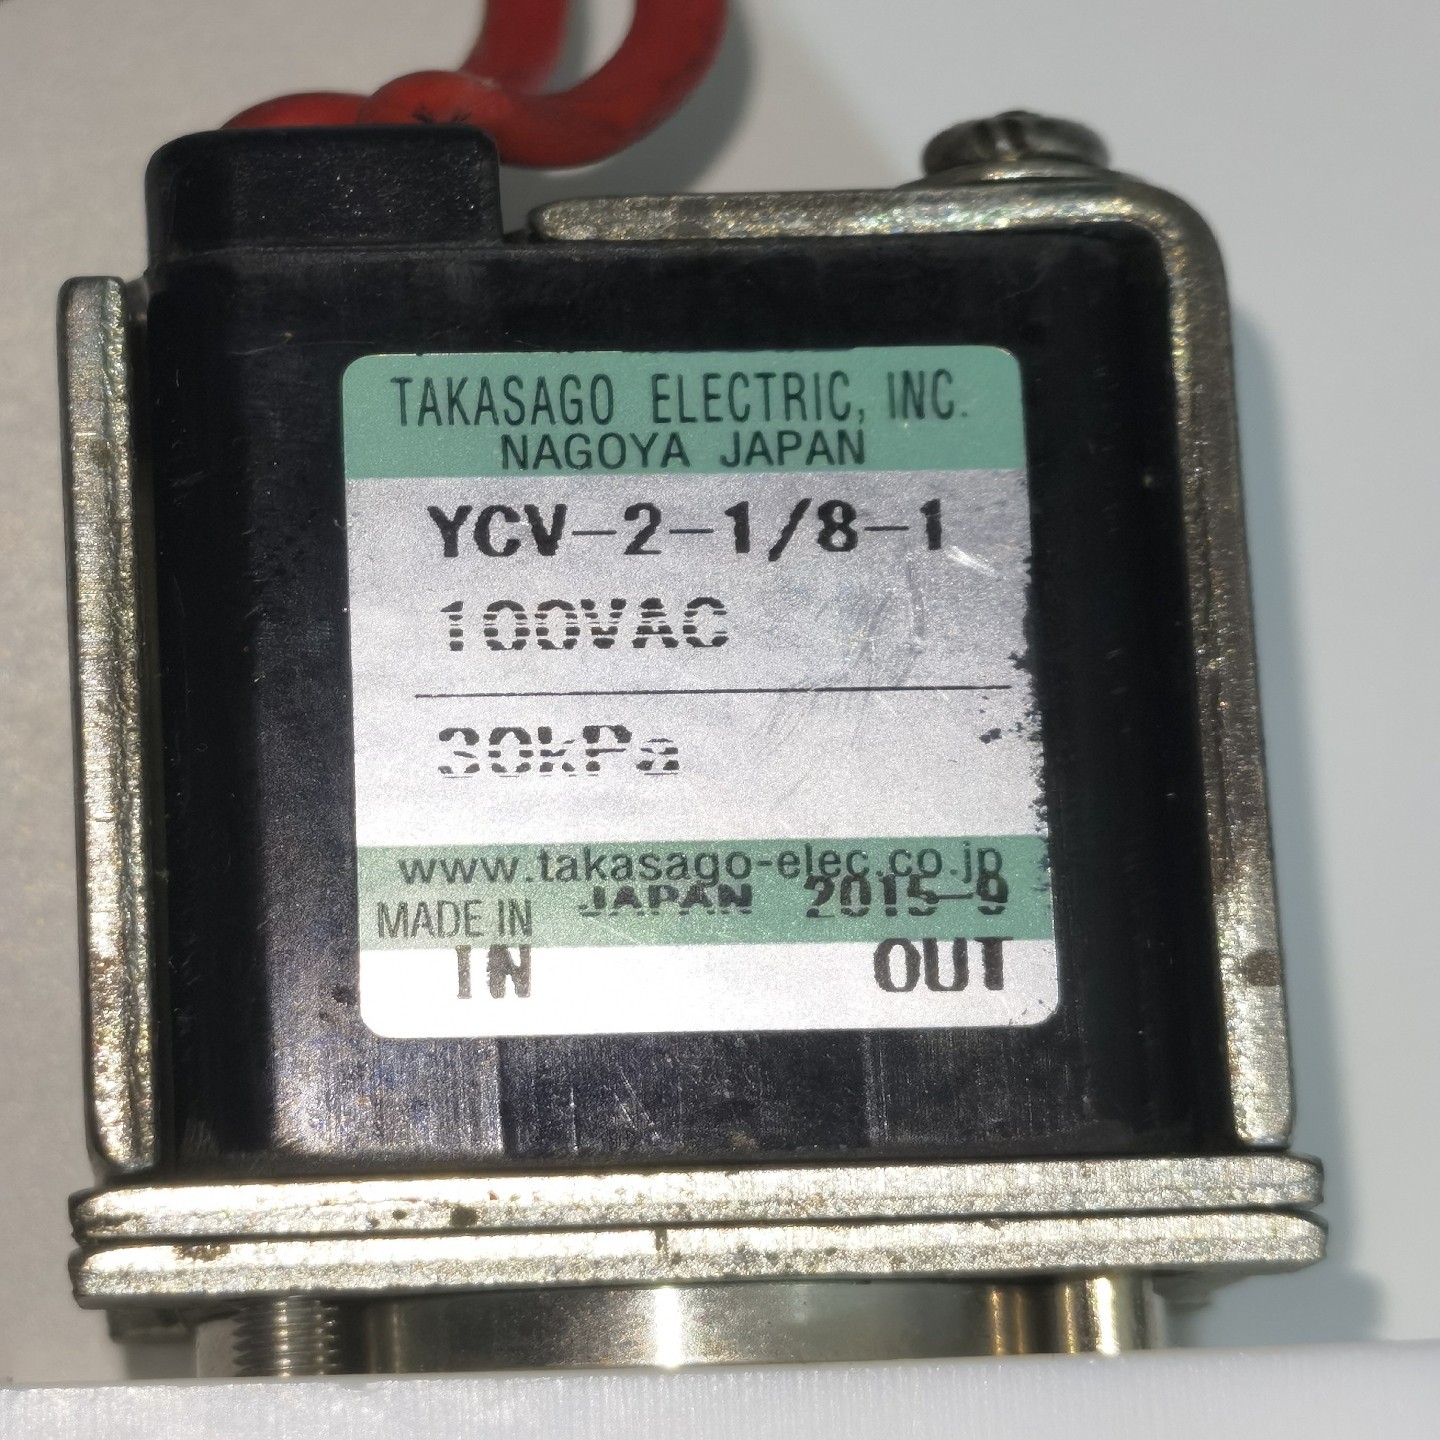 TAKASAGO ELECTRIC, INC.
NAGOYA JAPAN
YCV-2-1/8-1
100VAC
30kPa
www.takasago-elec.co.jp
MADE IN JAPAN 2015-9
IN OUT